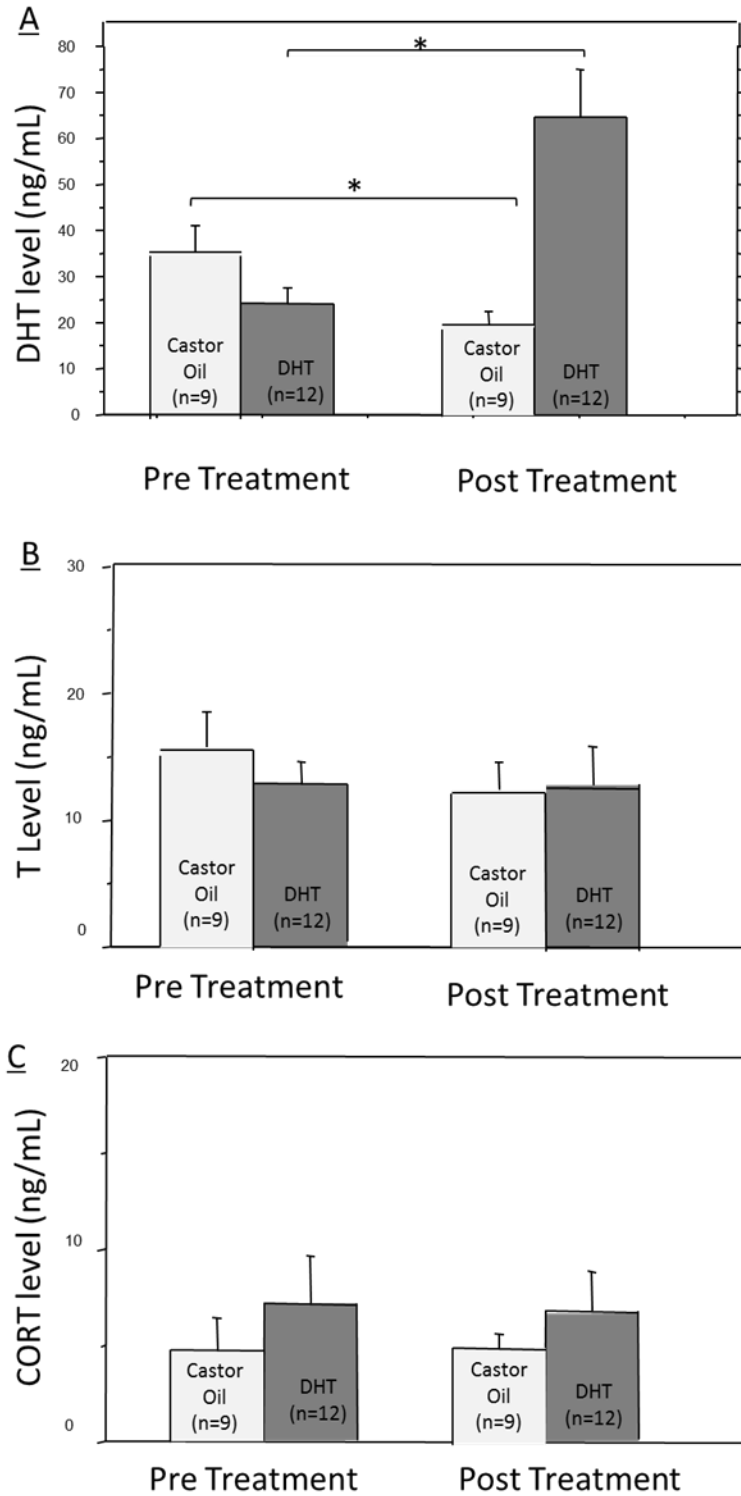 A
DHT level (ng/mL)
80
70
60
50
40
30
20
10
0
*
*
Castor
Oil
(n=9)
DHT
(n=12)
Castor
Oil
(n=9)
DHT
(n=12)
Pre Treatment
Post Treatment
B
T Level (ng/mL)
30
20
10
0
Castor
Oil
(n=9)
DHT
(n=12)
Castor
Oil
(n=9)
DHT
(n=12)
Pre Treatment
Post Treatment
C
CORT level (ng/mL)
20
10
0
Castor
Oil
(n=9)
DHT
(n=12)
Castor
Oil
(n=9)
DHT
(n=12)
Pre Treatment
Post Treatment